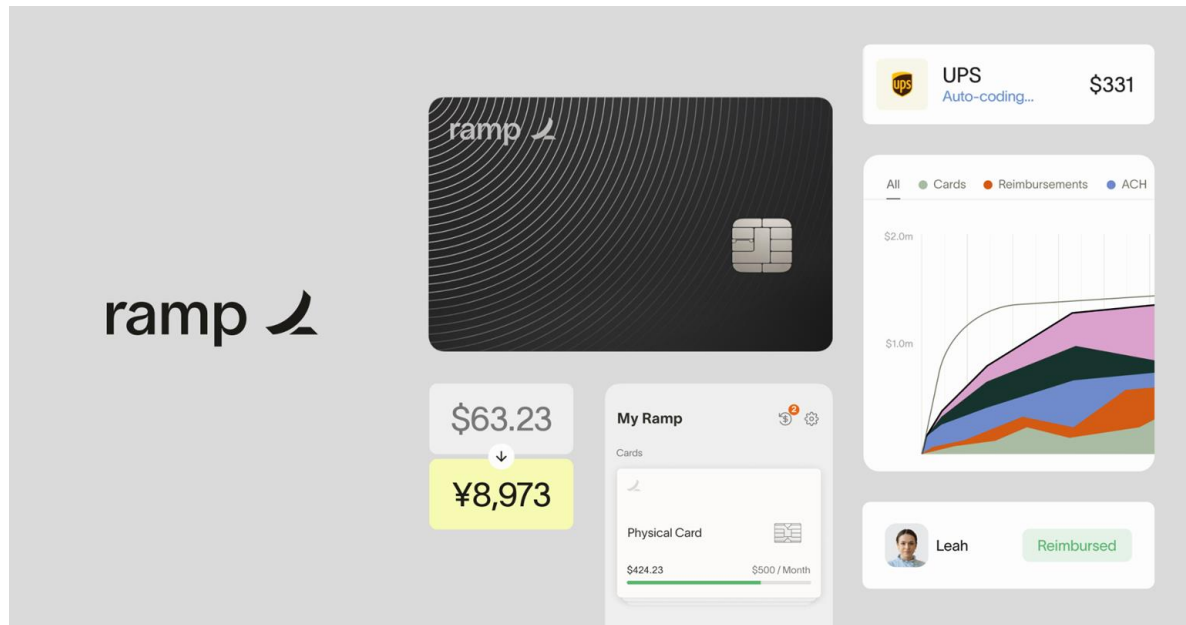 ramp
ramp
$63.23
¥8,973
My Ramp
2
$
Cards
Physical Card
$424.23 $500 / Month
ups
UPS
Auto-coding...
$331
All Cards Reimbursements ACH
$2.0m
$1.0m
Leah
Reimbursed